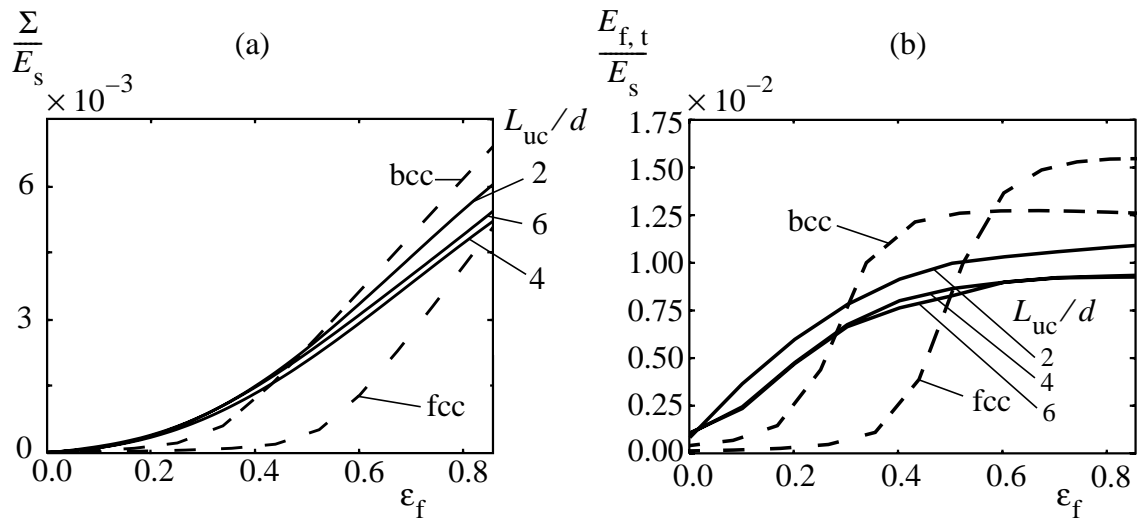 Σ
E_s
× 10^-3
(a)
L_uc/d
6
3
0
bcc
2
6
4
fcc
0.0 0.2 0.4 0.6 0.8
ε_f
E_f, t
E_s
× 10^-2
(b)
1.75
1.50
1.25
1.00
0.75
0.50
0.25
0.00
bcc
L_uc/d
2
4
6
fcc
0.0 0.2 0.4 0.6 0.8
ε_f